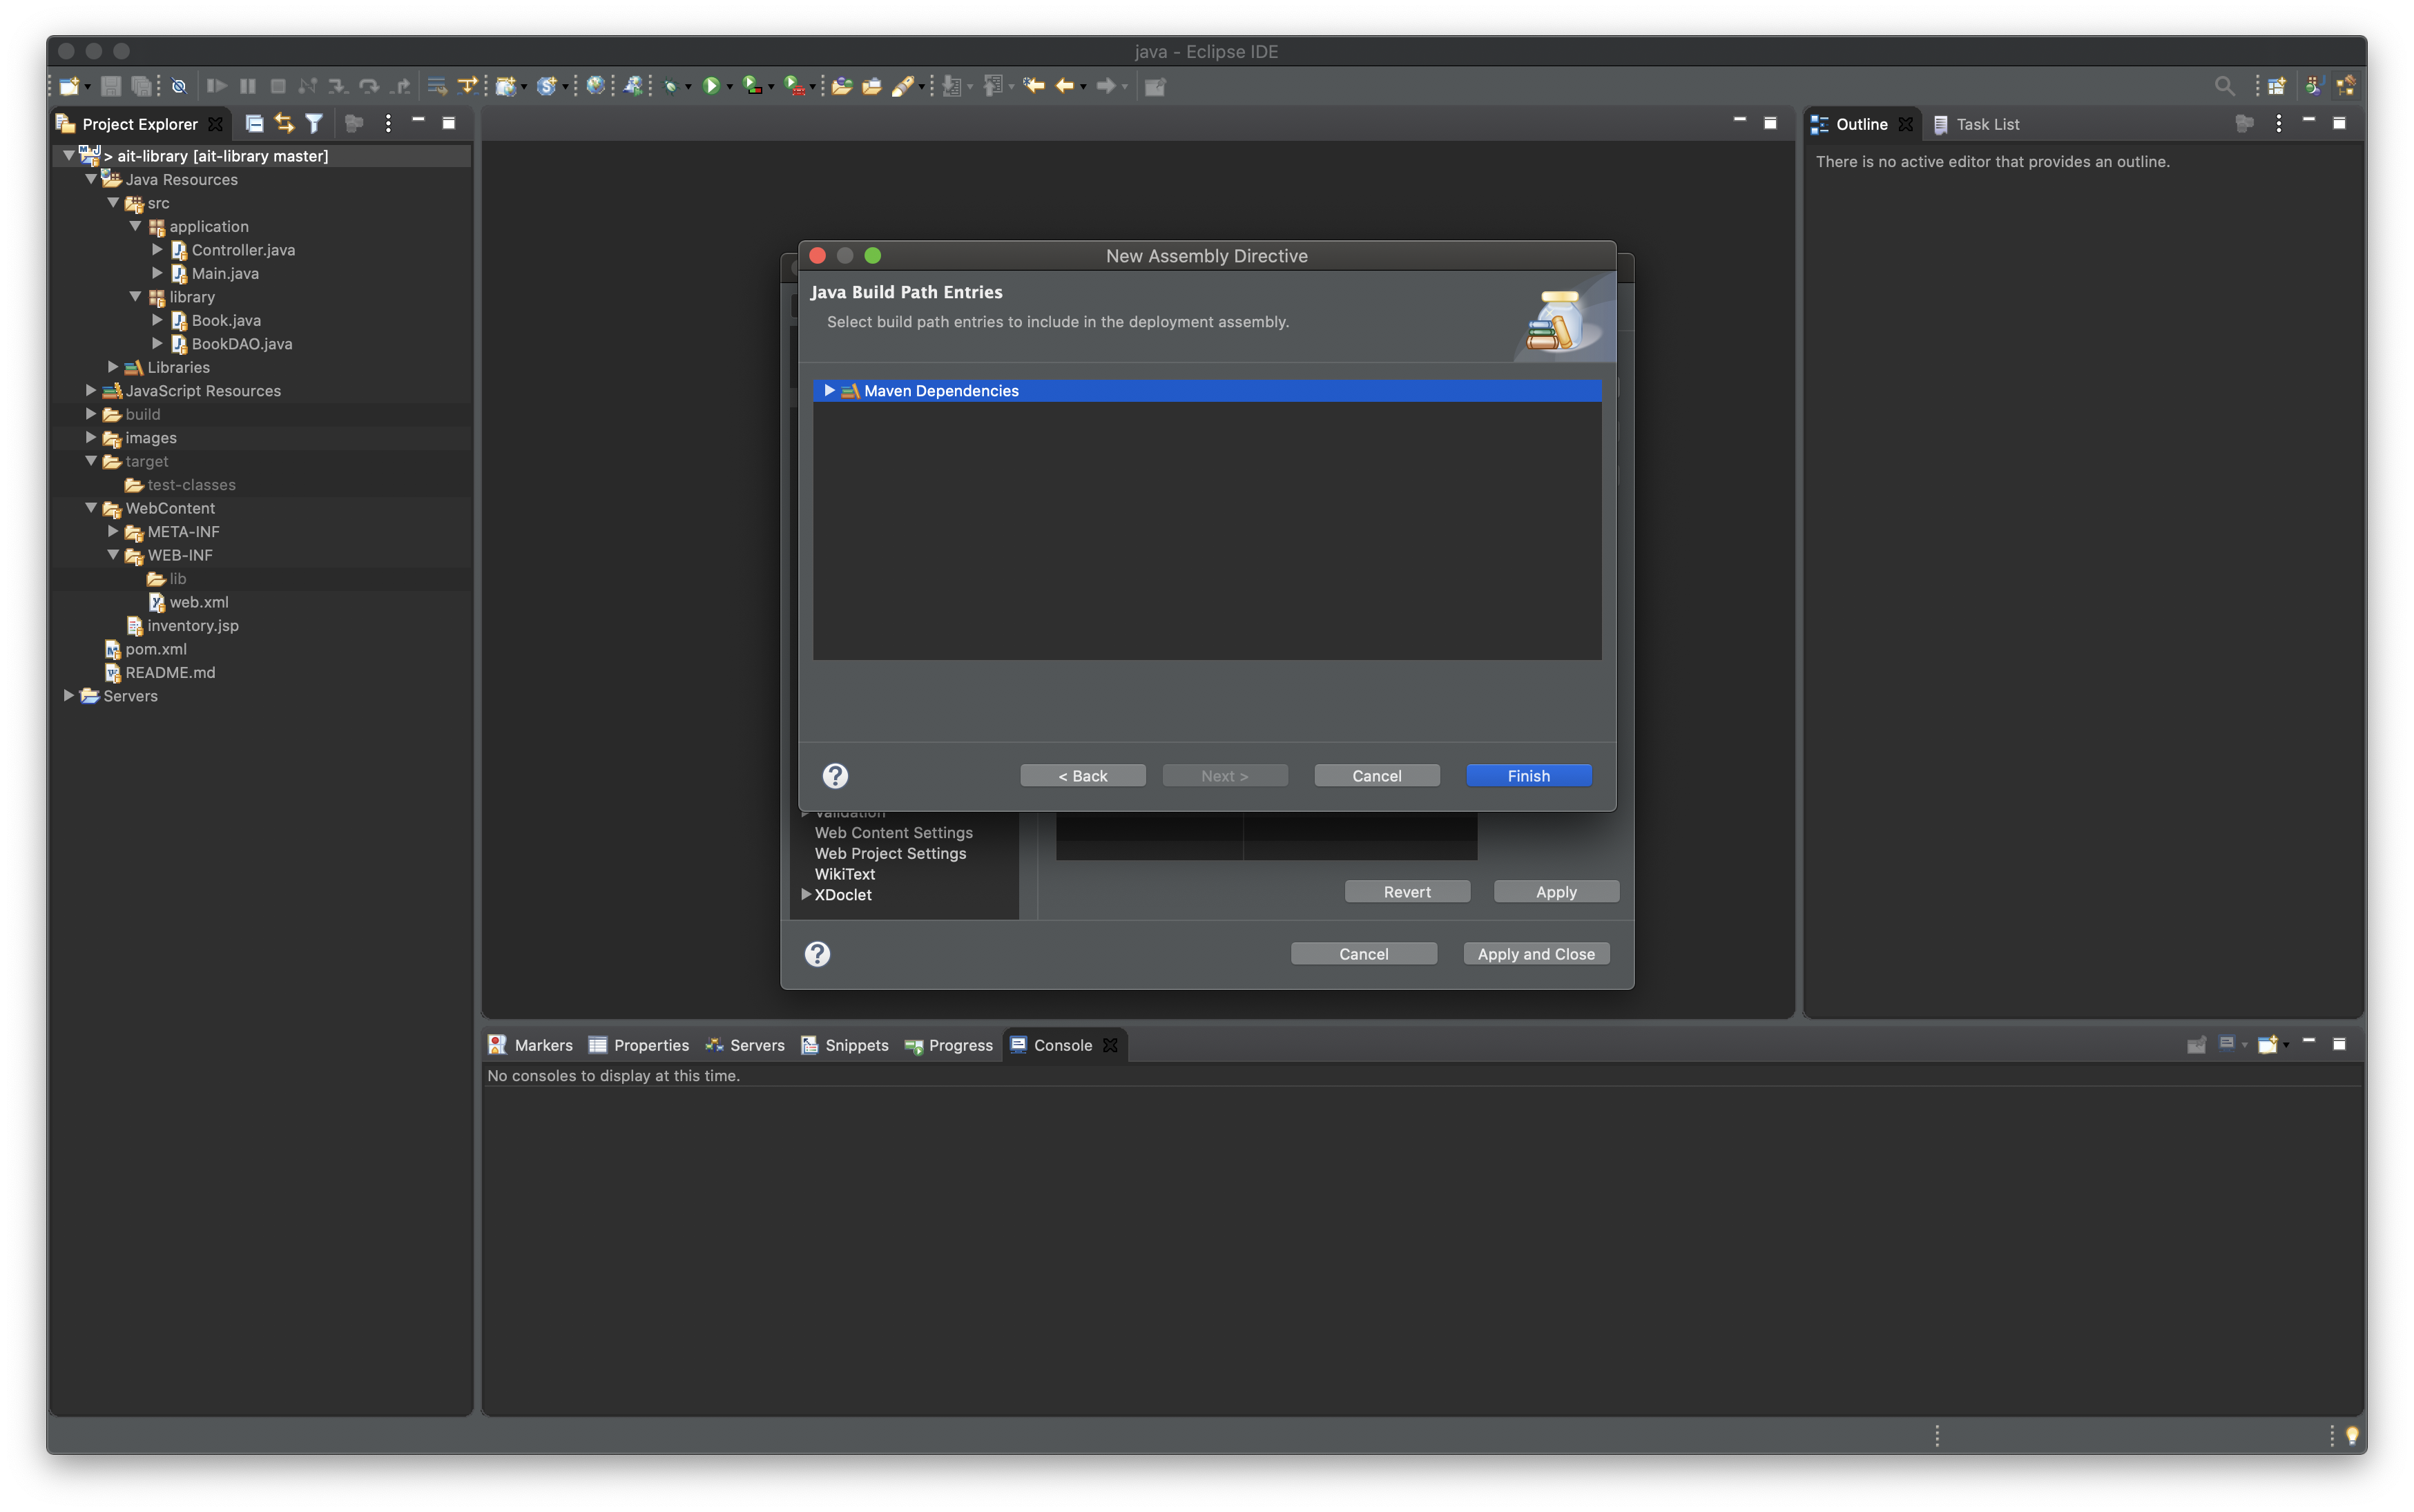 java - Eclipse IDE
Project Explorer
> ait-library [ait-library master]
Java Resources
src
application
Controller.java
Main.java
library
Book.java
BookDAO.java
Libraries
JavaScript Resources
build
images
target
test-classes
WebContent
META-INF
WEB-INF
lib
web.xml
inventory.jsp
pom.xml
README.md
Servers
New Assembly Directive
Java Build Path Entries
Select build path entries to include in the deployment assembly.
Maven Dependencies
< Back
Next >
Cancel
Finish
Validation
Web Content Settings
Web Project Settings
WikiText
XDoclet
Revert
Apply
Cancel
Apply and Close
Outline
Task List
There is no active editor that provides an outline.
Markers
Properties
Servers
Snippets
Progress
Console
No consoles to display at this time.